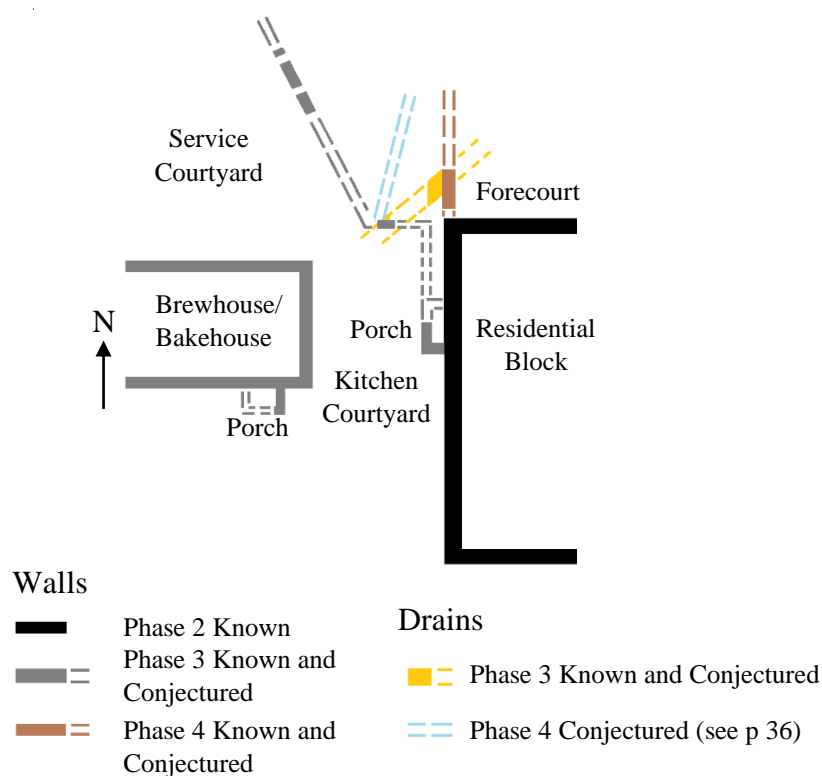 Service
Courtyard
Forecourt
Brewhouse/
Bakehouse
N
Porch
Residential
Block
Kitchen
Courtyard
Porch
Walls
Phase 2 Known
Phase 3 Known and
Conjectured
Phase 4 Known and
Conjectured
Drains
Phase 3 Known and Conjectured
Phase 4 Conjectured (see p 36)